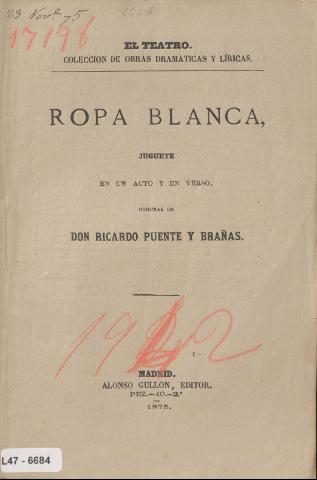 23 Nov.e 75
17198
EL TEATRO.
COLECCION DE OBRAS DRAMÁTICAS Y LÍRICAS.
ROPA BLANCA,
JUGUETE
EN UN ACTO Y EN VERSO,
ORIGINAL DE
DON RICARDO PUENTE Y BRAÑAS.
MADRID.
ALONSO GULLON, EDITOR.
PEZ.—40.—2.º
1875.
L47 - 6684